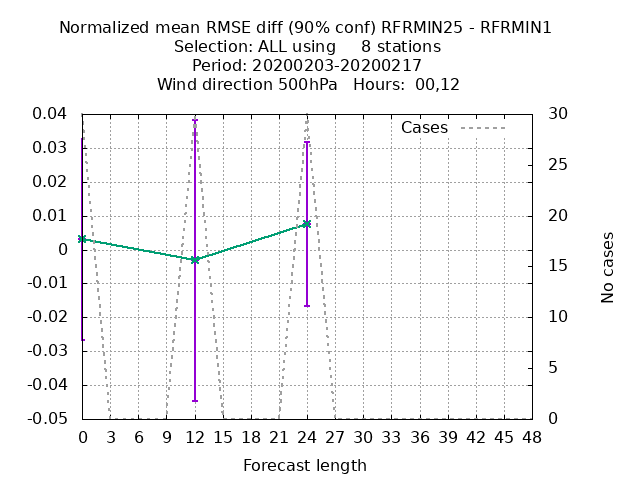 Normalized mean RMSE diff (90% conf) RFRMIN25 - RFRMIN1
Selection: ALL using 8 stations
Period: 20200203-20200217
Wind direction 500hPa Hours: 00,12
Cases
0.04
0.03
0.02
0.01
0
-0.01
-0.02
-0.03
-0.04
-0.05
30
25
20
15
10
5
0
No cases
0 3 6 9 12 15 18 21 24 27 30 33 36 39 42 45 48
Forecast length